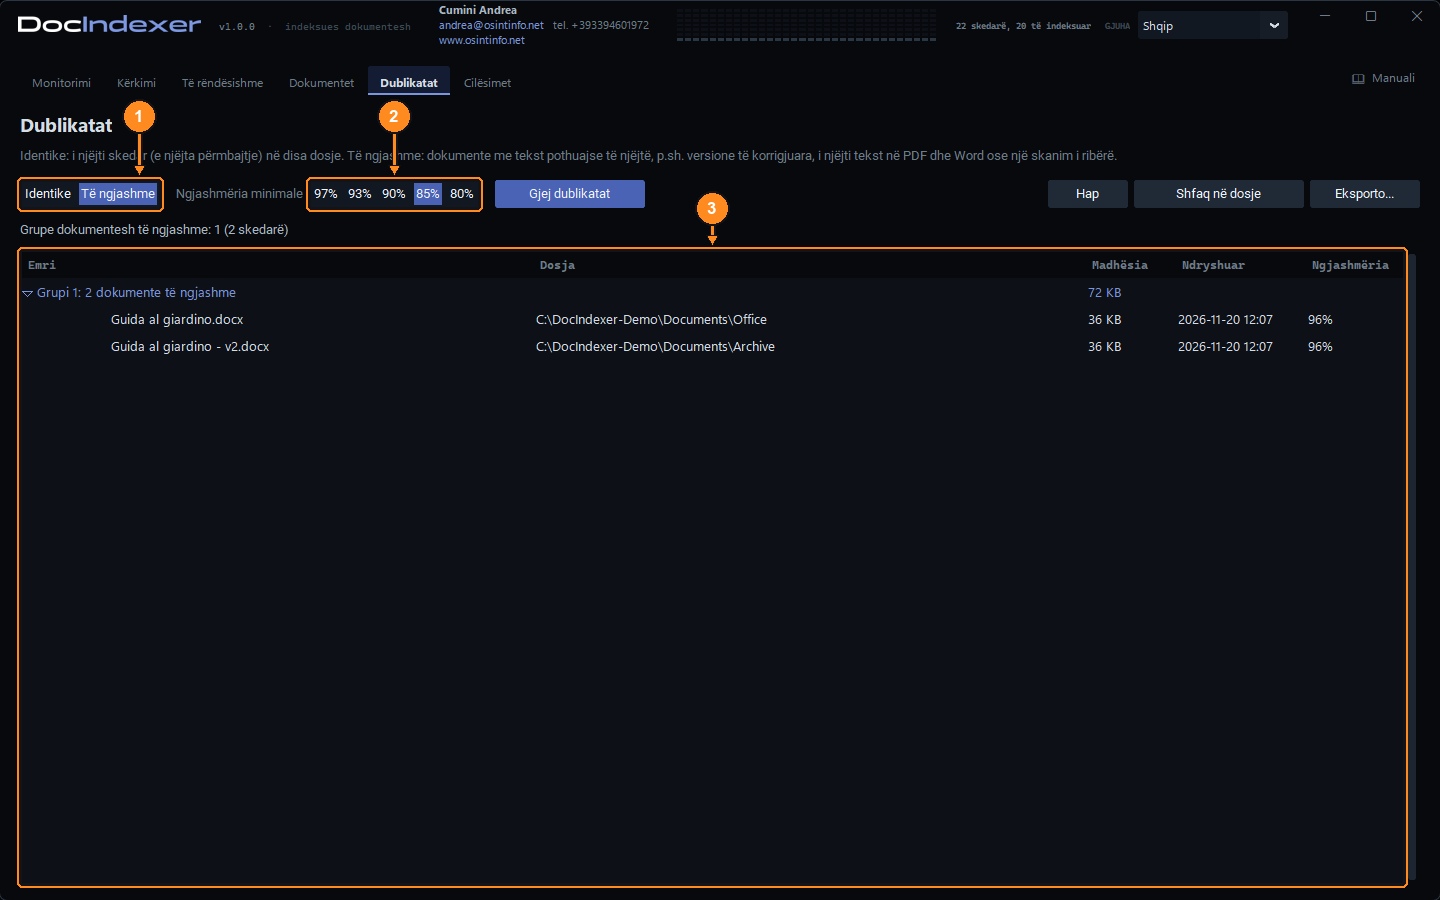 DocIndexer v1.0.0 · indeksues dokumentesh
Cumini Andrea
andrea@osintinfo.net tel. +393394601972
www.osintinfo.net
22 skedarë, 20 të indeksuar GJUHA Shqip
Monitorimi Kërkimi Të rëndësishme Dokumentet Dublikatat Cilësimet Manuali
Dublikatat 1 2
Identike: i njëjti skedar (e njëjta përmbajtje) në disa dosje. Të ngjashme: dokumente me tekst pothuajse të njëjtë, p.sh. versione të korrigjuara, i njëjti tekst në PDF dhe Word ose një skanim i ribërë.
Identike Të ngjashme Ngjashmëria minimale 97% 93% 90% 85% 80% Gjej dublikatat Hap Shfaq në dosje Eksporto...
3
Grupe dokumentesh të ngjashme: 1 (2 skedarë)
Emri Dosja Madhësia Ndryshuar Ngjashmëria
Grupi 1: 2 dokumente të ngjashme 72 KB
Guida al giardino.docx C:\DocIndexer-Demo\Documents\Office 36 KB 2026-11-20 12:07 96%
Guida al giardino - v2.docx C:\DocIndexer-Demo\Documents\Archive 36 KB 2026-11-20 12:07 96%